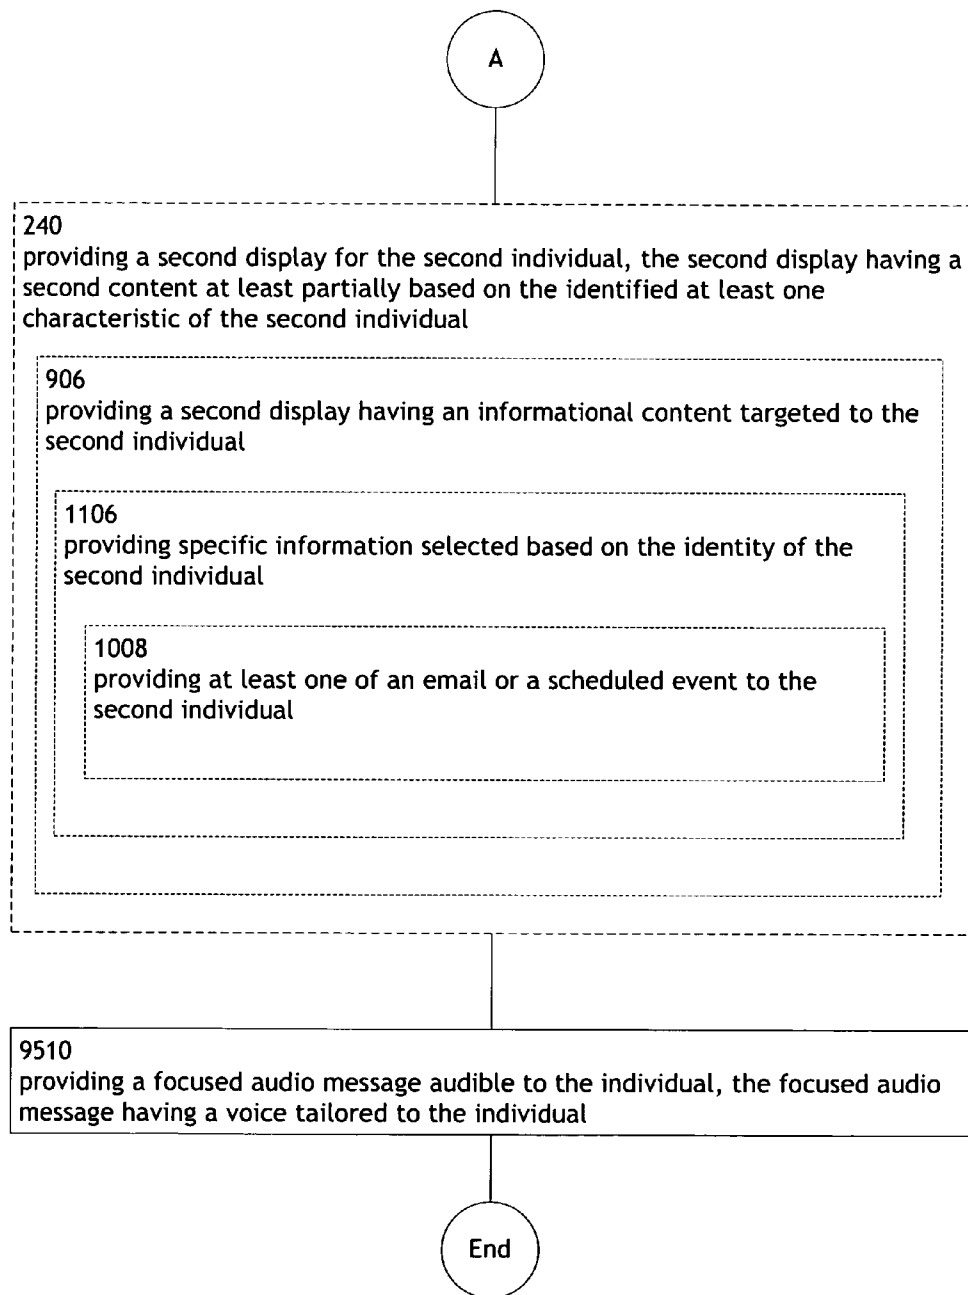 A
240
providing a second display for the second individual, the second display having a
second content at least partially based on the identified at least one
characteristic of the second individual
906
providing a second display having an informational content targeted to the
second individual
1106
providing specific information selected based on the identity of the
second individual
1008
providing at least one of an email or a scheduled event to the
second individual
9510
providing a focused audio message audible to the individual, the focused audio
message having a voice tailored to the individual
End